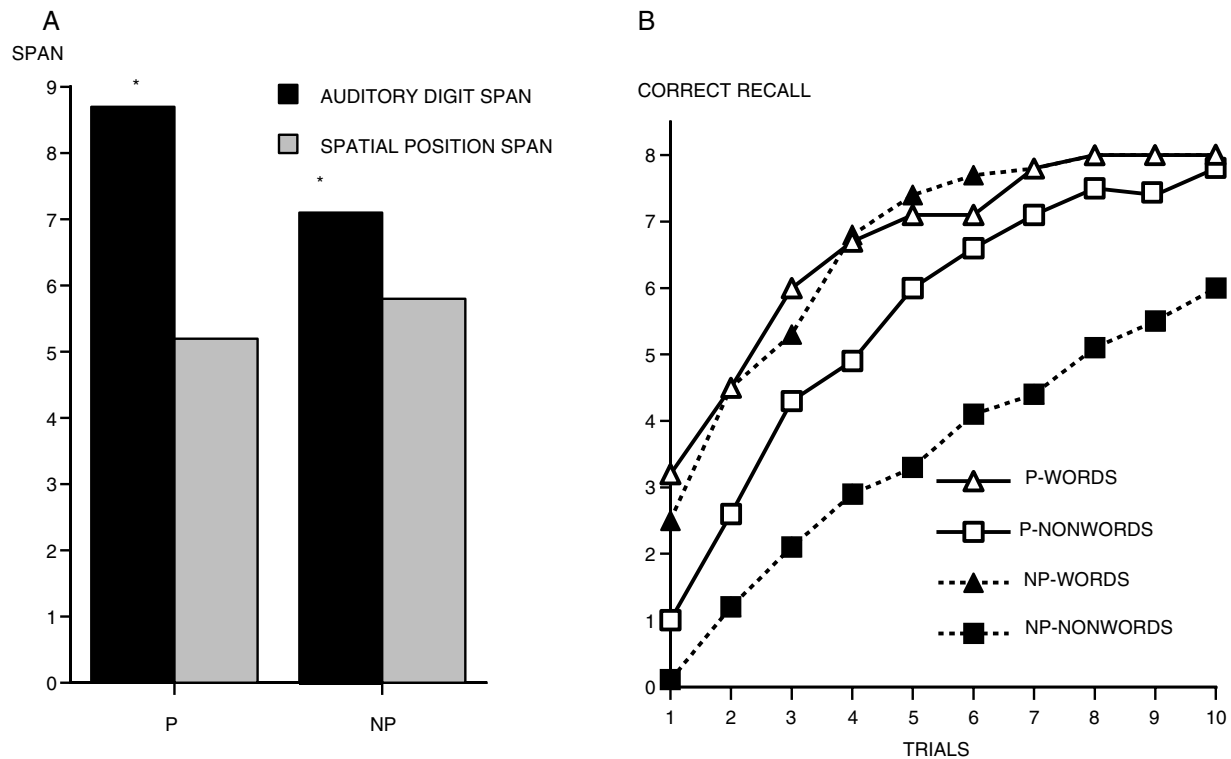 A
SPAN
9
8
7
6
5
4
3
2
1
0
*
*
AUDITORY DIGIT SPAN
SPATIAL POSITION SPAN
P
NP
B
CORRECT RECALL
8
7
6
5
4
3
2
1
0
P-WORDS
P-NONWORDS
NP-WORDS
NP-NONWORDS
1 2 3 4 5 6 7 8 9 10
TRIALS